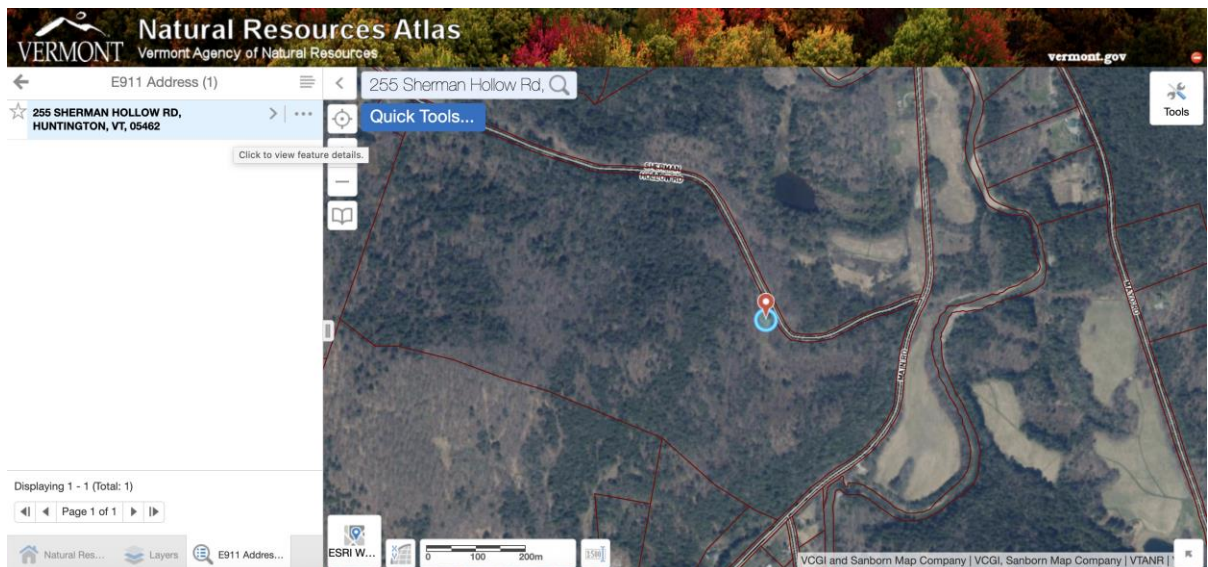 VERMONT
Natural Resources Atlas
Vermont Agency of Natural Resources
vermont.gov
E911 Address (1)
255 Sherman Hollow Rd,
Tools
255 SHERMAN HOLLOW RD,
HUNTINGTON, VT, 05462
Quick Tools...
Click to view feature details.
SHERMAN
HOLLOW RD
MAIN RD
Displaying 1 - 1 (Total: 1)
Page 1 of 1
Natural Res...
Layers
E911 Addres...
ESRI W...
0 100 200m
1500
VCGI and Sanborn Map Company | VCGI, Sanborn Map Company | VTANR |